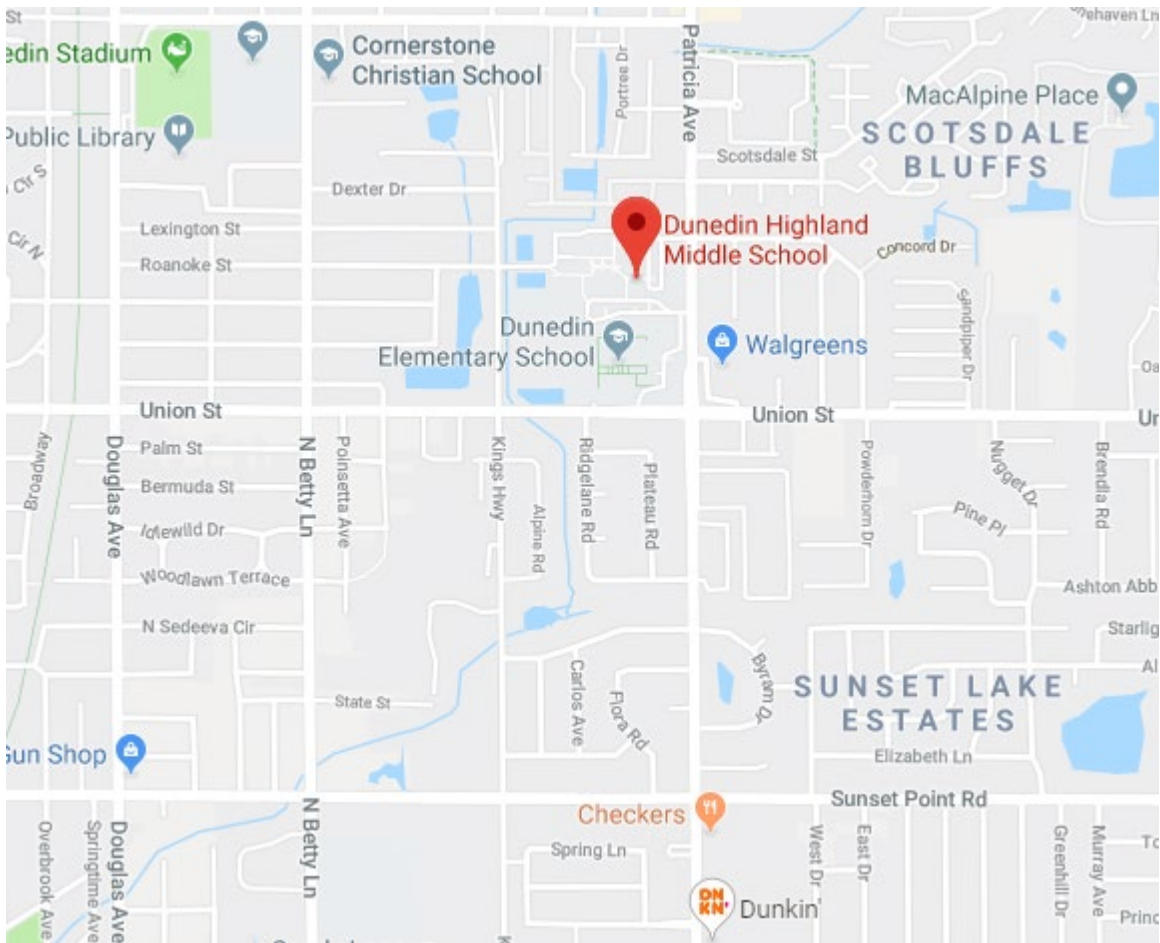 St
edin Stadium
Cornerstone
Christian School
Public Library
Portree Dr
Patricia Ave
MacAlpine Place
SCOTSDALE
BLUFFS
Scotsdale St
Cir S
Dexter Dr
Lexington St
Cir N
Roanoke St
Dunedin Highland
Middle School
Concord Dr
Sandpiper Dr
Dunedin
Elementary School
Walgreens
Union St
Union St
Broadway
Douglas Ave
Palm St
N Betty Ln
Poinsetta Ave
Kings Hwy
Ridgelane Rd
Plateau Rd
Powderhorn Dr
Nugget Dr
Brendla Rd
Bermuda St
Idlewild Dr
Alpine Rd
Pine Pl
Woodlawn Terrace
Ashton Abb
N Sedeeva Cir
Starlig
State St
Carlos Ave
Flora Rd
Byram D
SUNSET LAKE
ESTATES
Gun Shop
Elizabeth Ln
Sunset Point Rd
Checkers
Overbrook Ave
Springtime Ave
Douglas Ave
N Betty Ln
Spring Ln
West Dr
East Dr
Greenhill Dr
Murray Ave
DN
KN'
Dunkin'
Princ